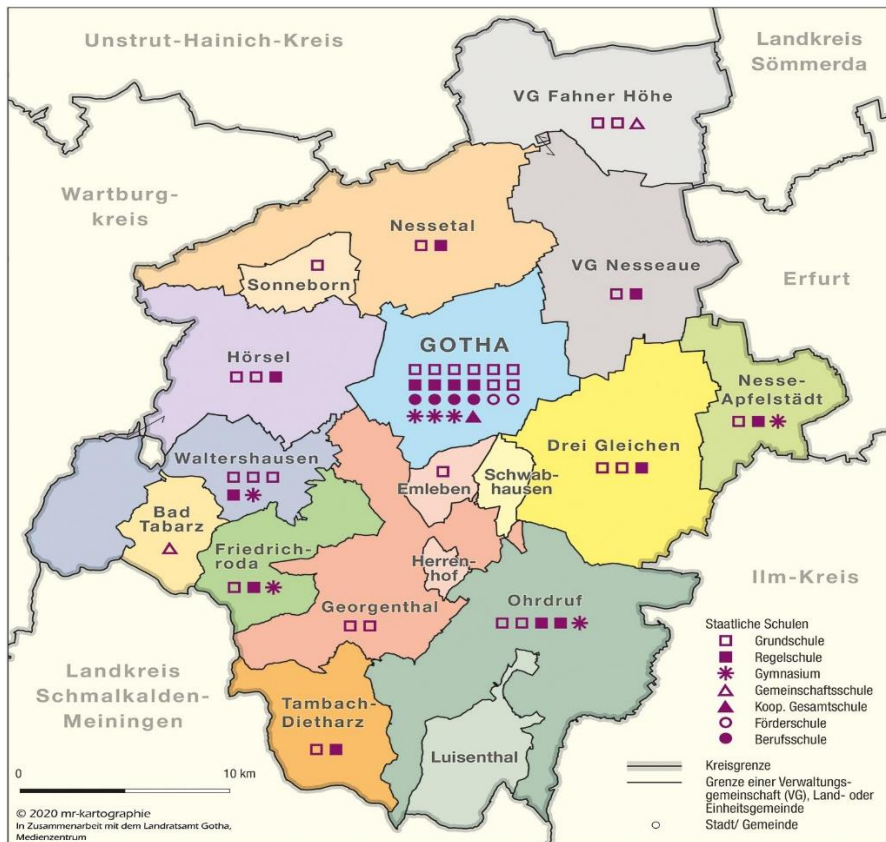 Unstrut-Hainich-Kreis
Landkreis
Sömmerda
VG Fahner Höhe
Wartburg-
kreis
Nessetal
Sonneborn
VG Nesseaue
Erfurt
Hörsel
GOTHA
Nesse-
Apfelstädt
Waltershausen
Drei Gleichen
Emleben
Schwab-
hausen
Bad
Tabarz
Friedrich-
roda
Herren-
hof
Ilm-Kreis
Georgenthal
Ohrdruf
Landkreis
Schmalkalden-
Meiningen
Tambach-
Dietharz
Luisenthal
Staatliche Schulen
Grundschule
Regelschule
Gymnasium
Gemeinschaftsschule
Koop. Gesamtschule
Förderschule
Berufsschule
Kreisgrenze
Grenze einer Verwaltungs-
gemeinschaft (VG), Land- oder
Einheitsgemeinde
Stadt/ Gemeinde
0 10 km
© 2020 mr-kartographie
In Zusammenarbeit mit dem Landratsamt Gotha,
Medienzentrum